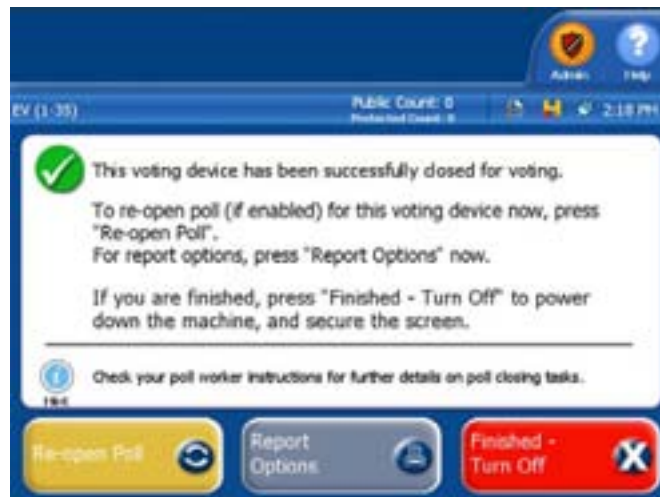 Admin Help
EV (1-35) Public Count: 0 2:18 PM
Protected Count: 0
This voting device has been successfully closed for voting.
To re-open poll (if enabled) for this voting device now, press
"Re-open Poll".
For report options, press "Report Options" now.
If you are finished, press "Finished - Turn Off" to power
down the machine, and secure the screen.
Check your poll worker instructions for further details on poll closing tasks.
Hint
Re-open Poll
Report
Options
Finished -
Turn Off